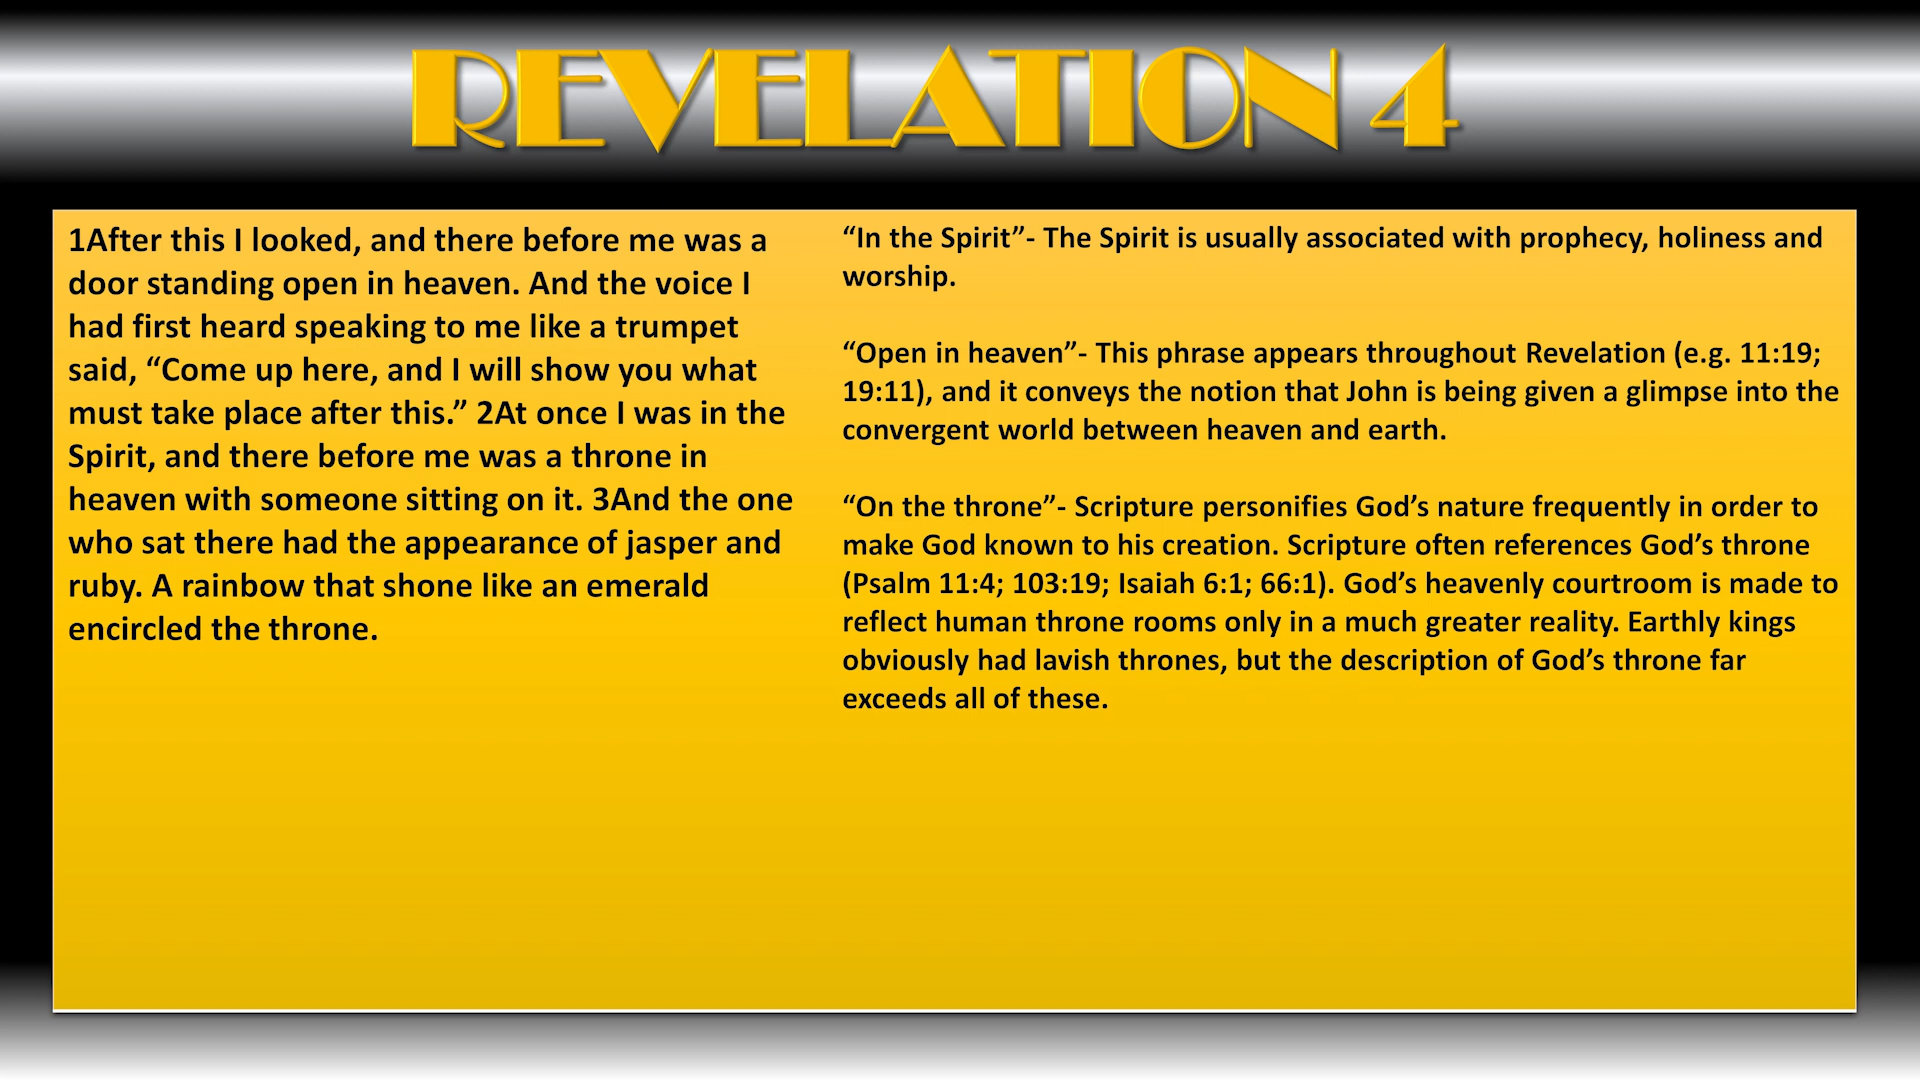 REVELATION 4
1After this I looked, and there before me was a
door standing open in heaven. And the voice I
had first heard speaking to me like a trumpet
said, “Come up here, and I will show you what
must take place after this.” 2At once I was in the
Spirit, and there before me was a throne in
heaven with someone sitting on it. 3And the one
who sat there had the appearance of jasper and
ruby. A rainbow that shone like an emerald
encircled the throne.
“In the Spirit”- The Spirit is usually associated with prophecy, holiness and
worship.
“Open in heaven”- This phrase appears throughout Revelation (e.g. 11:19;
19:11), and it conveys the notion that John is being given a glimpse into the
convergent world between heaven and earth.
“On the throne”- Scripture personifies God’s nature frequently in order to
make God known to his creation. Scripture often references God’s throne
(Psalm 11:4; 103:19; Isaiah 6:1; 66:1). God’s heavenly courtroom is made to
reflect human throne rooms only in a much greater reality. Earthly kings
obviously had lavish thrones, but the description of God’s throne far
exceeds all of these.